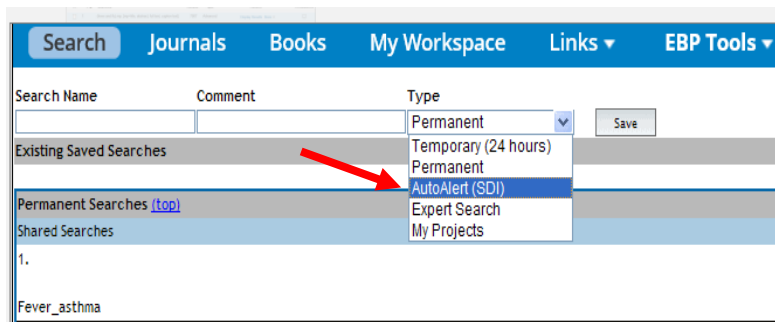 Search Journals Books My Workspace Links ▾ EBP Tools ▾
Search Name Comment Type
Permanent Save
Existing Saved Searches
Temporary (24 hours)
Permanent
AutoAlert (SDI)
Expert Search
My Projects
Permanent Searches (top)
Shared Searches
1.
Fever_asthma